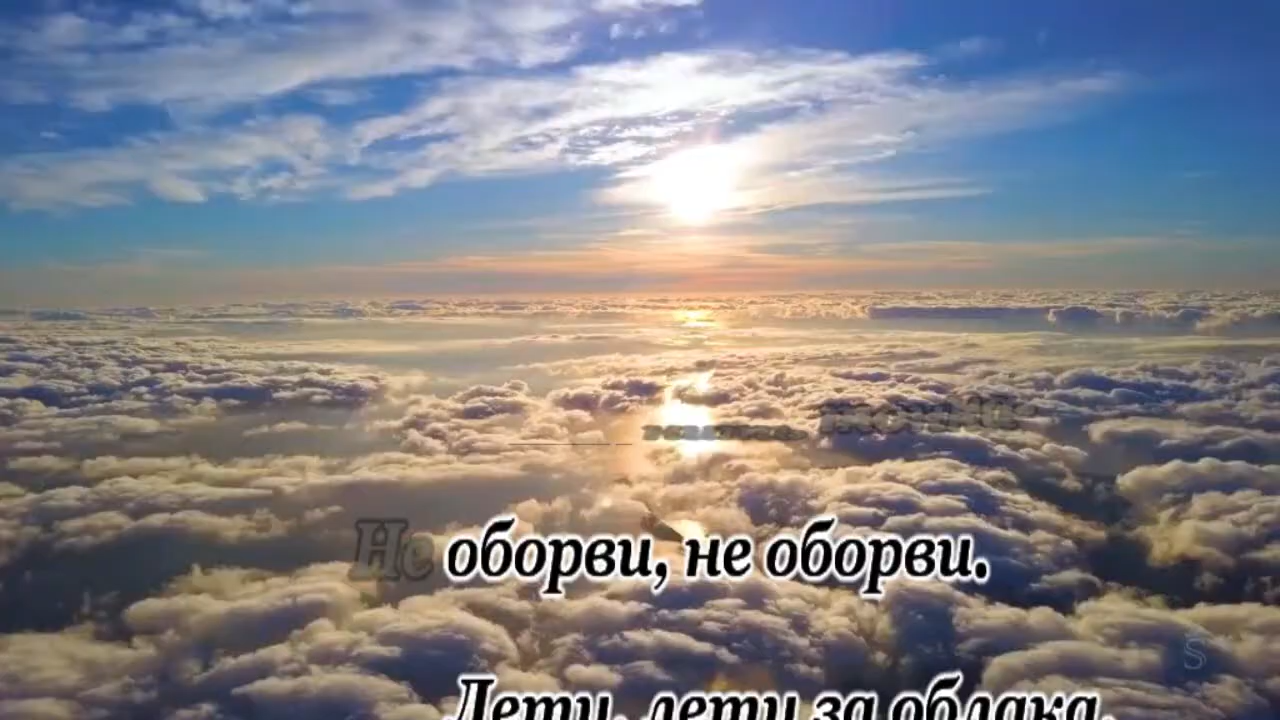 Не оборви, не оборви.
Лети, лети за облака,
S